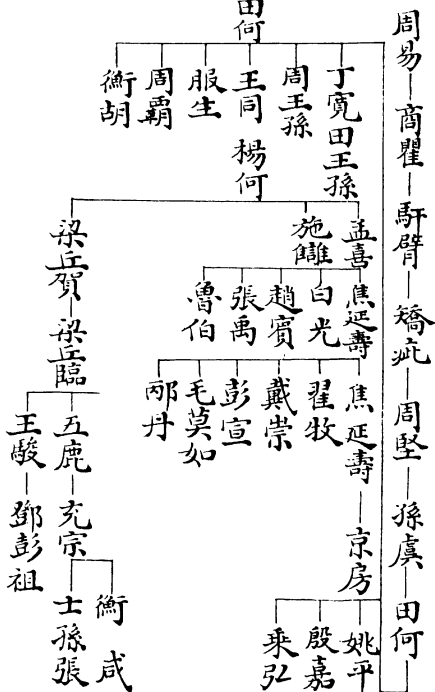 周易—商瞿—馯臂—矯疵—周堅—孫虞—田何
田何
丁寬 田王孫
周王孫
王同 楊何
服生
周霸
衡胡
孟喜
施讎
梁丘賀—梁丘臨
焦延壽
白光
趙賓
張禹
魯伯
焦延壽—京房
翟牧
戴崇
彭宣
毛莫如
邴丹
五鹿—充宗
王駿—鄧彭祖
衡咸
士孫張
姚平
殷嘉
乘弘